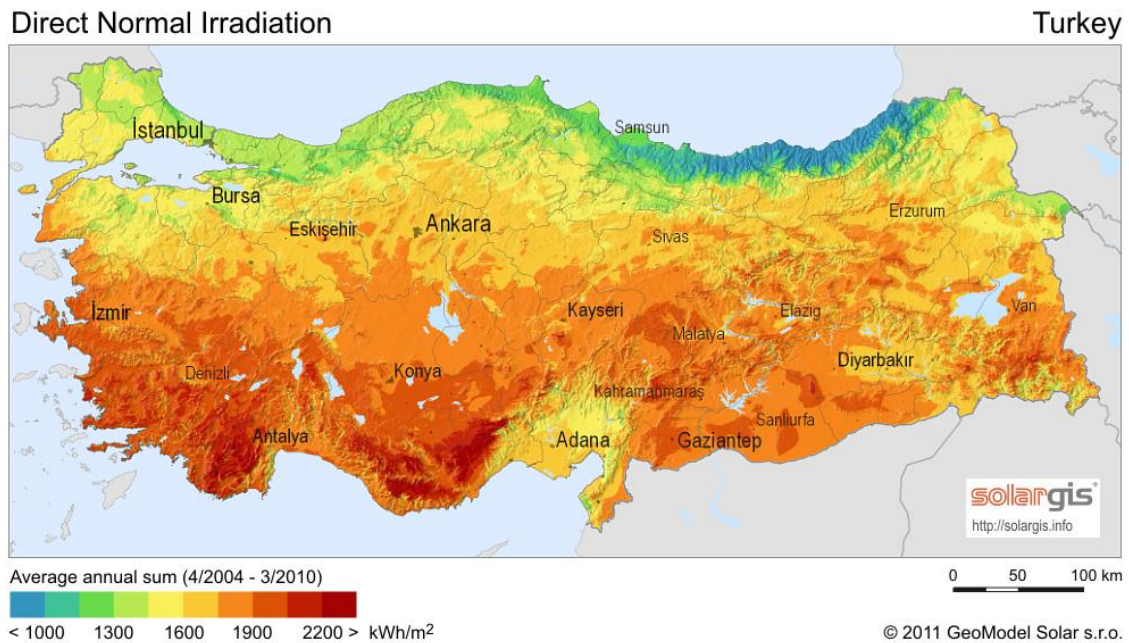 Direct Normal Irradiation
Turkey
İstanbul
Samsun
Bursa
Eskişehir
Ankara
Erzurum
Sivas
İzmir
Kayseri
Elazig
Van
Malatya
Denizli
Konya
Diyarbakır
Kahramanmaraş
Sanliurfa
Antalya
Adana
Gaziantep
solargis
http://solargis.info
Average annual sum (4/2004 - 3/2010)
0 50 100 km
< 1000 1300 1600 1900 2200 > kWh/m²
© 2011 GeoModel Solar s.r.o.